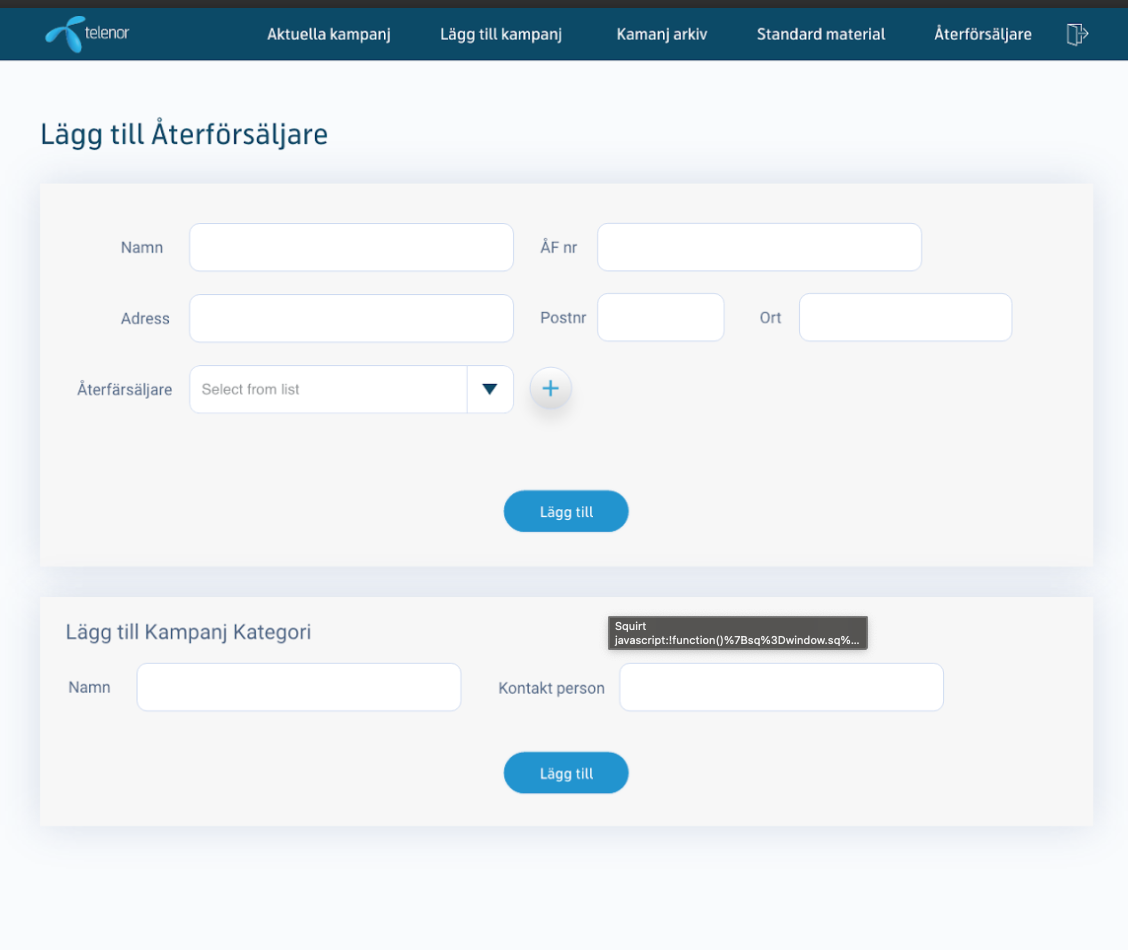 telenor Aktuella kampanj Lägg till kampanj Kamanj arkiv Standard material Återförsäljare
Lägg till Återförsäljare
Namn ÅF nr
Adress Postnr Ort
Återfärsäljare Select from list +
Lägg till
Lägg till Kampanj Kategori
Squirt
javascript:!function()%7Bsq%3Dwindow.sq%...
Namn Kontakt person
Lägg till